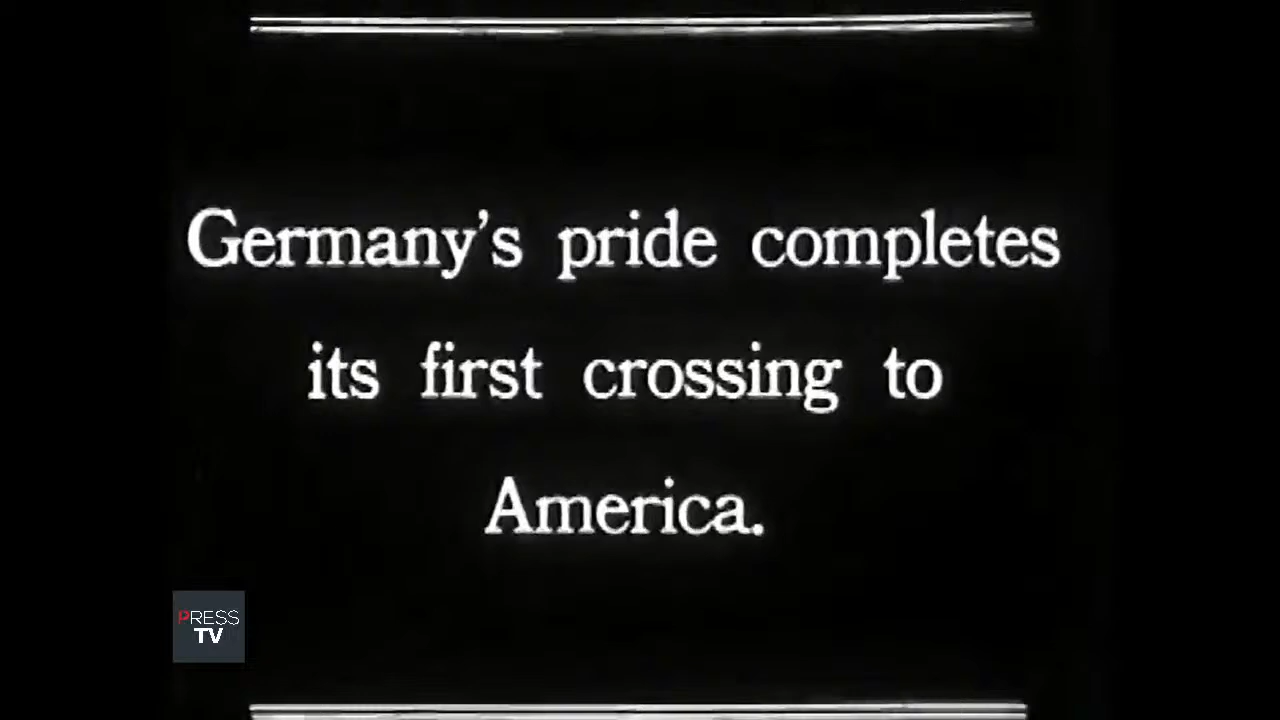 Germany's pride completes
its first crossing to
America.
PRESS
TV